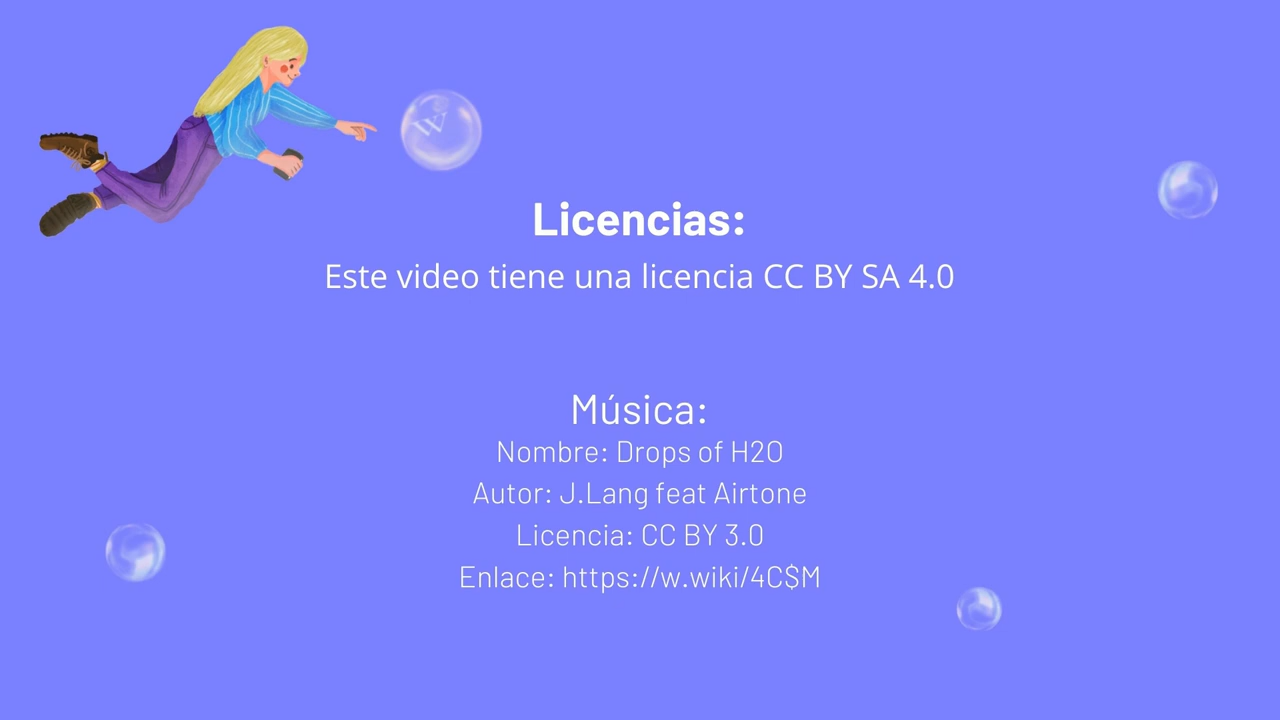 W
Licencias:
Este video tiene una licencia CC BY SA 4.0
Música:
Nombre: Drops of H2O
Autor: J.Lang feat Airtone
Licencia: CC BY 3.0
Enlace: https://w.wiki/4C$M